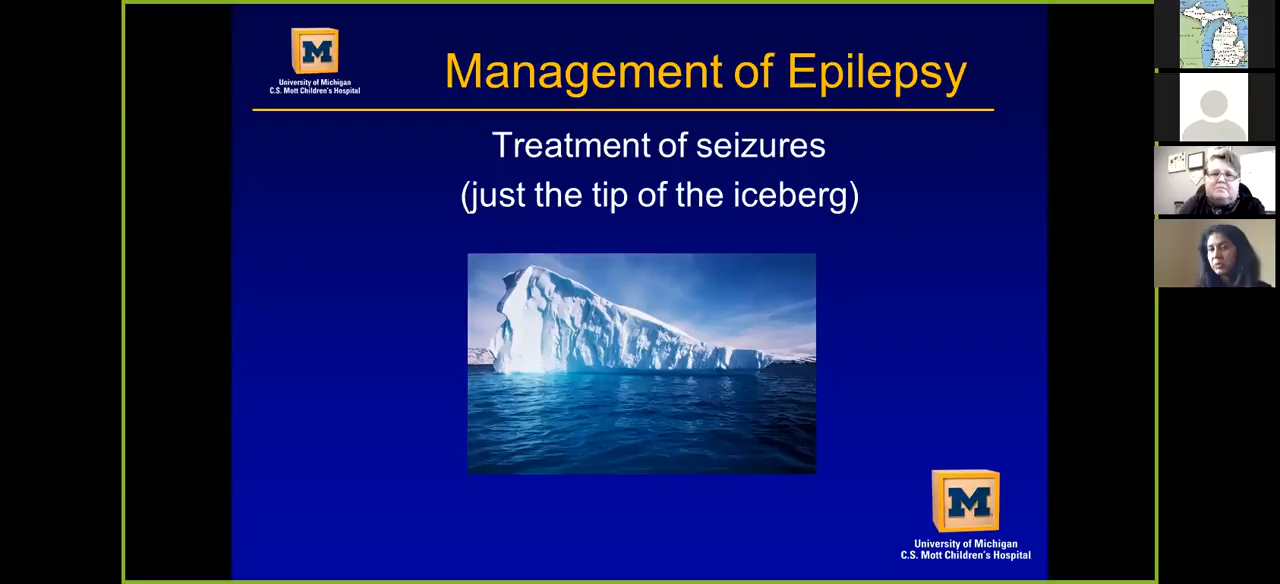 M
University of Michigan
C.S. Mott Children's Hospital
Management of Epilepsy
Treatment of seizures
(just the tip of the iceberg)
M
University of Michigan
C.S. Mott Children's Hospital